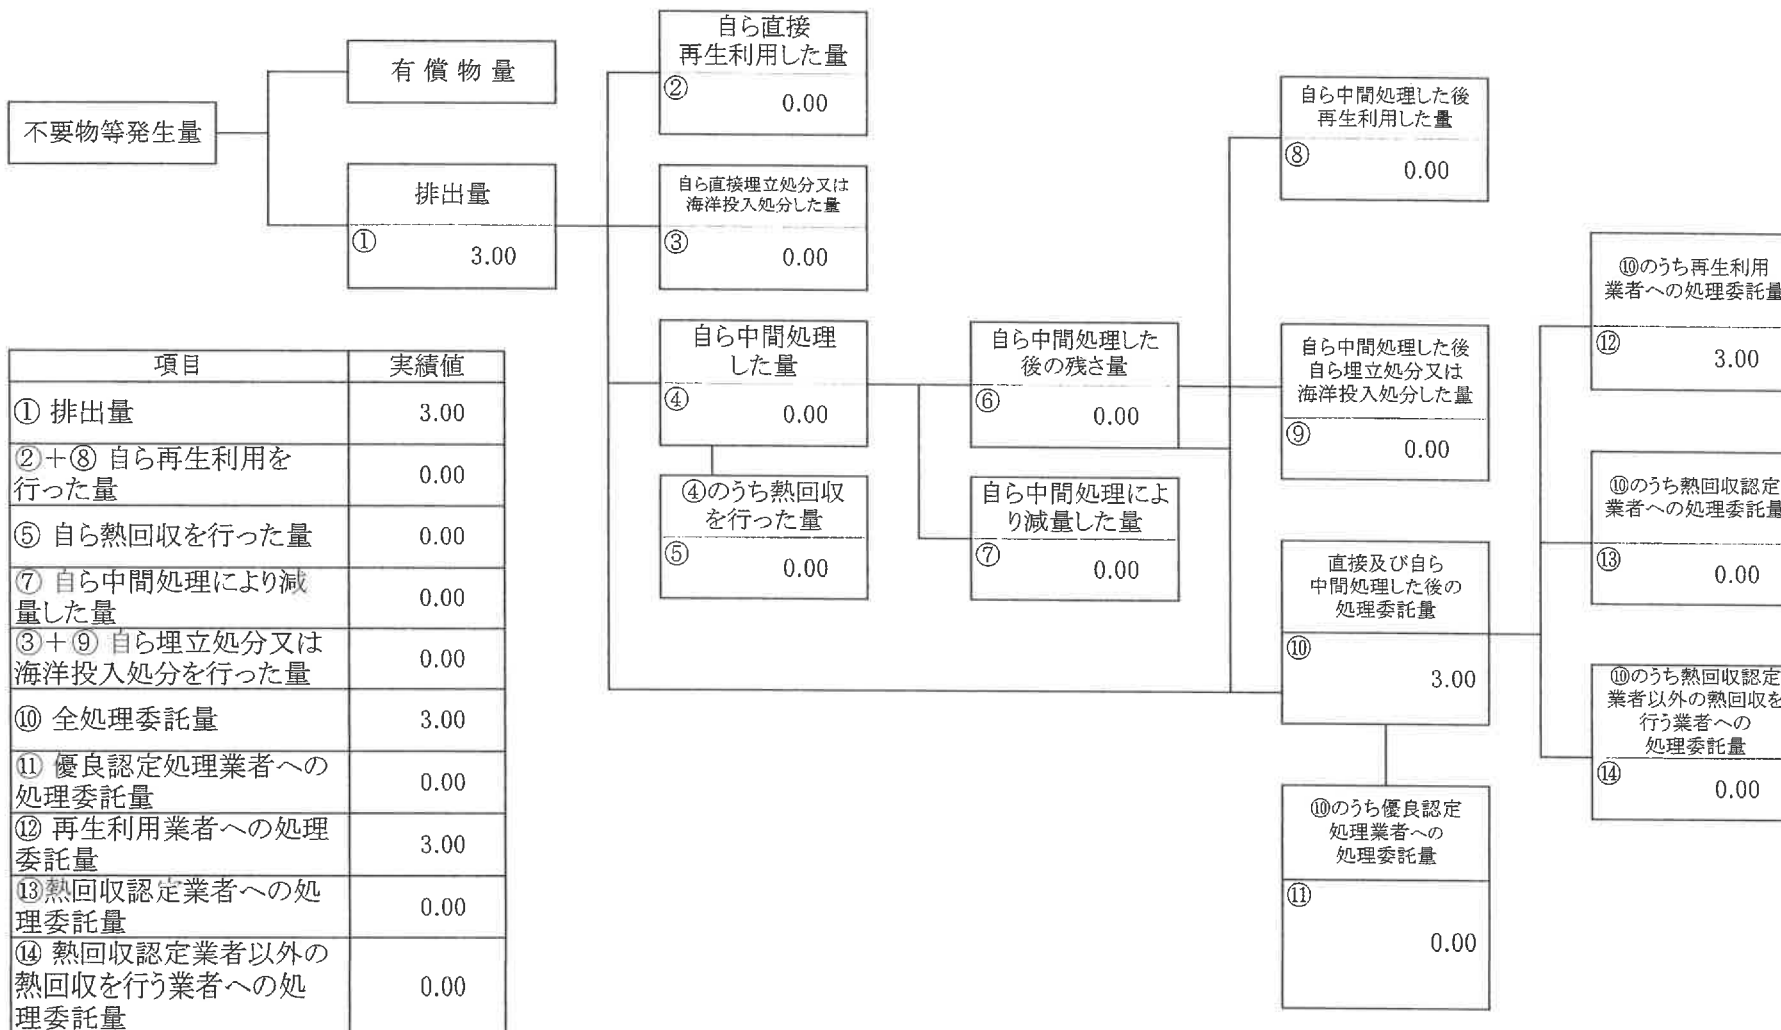 不要物等発生量
有償物量
排出量
①
3.00
自ら直接
再生利用した量
②
0.00
自ら直接埋立処分又は
海洋投入処分した量
③
0.00
自ら中間処理
した量
④
0.00
④のうち熱回収
を行った量
⑤
0.00
自ら中間処理した
後の残さ量
⑥
0.00
自ら中間処理によ
り減量した量
⑦
0.00
自ら中間処理した後
再生利用した量
⑧
0.00
自ら中間処理した後
自ら埋立処分又は
海洋投入処分した量
⑨
0.00
直接及び自ら
中間処理した後の
処理委託量
⑩
3.00
⑩のうち優良認定
処理業者への
処理委託量
⑪
0.00
⑩のうち再生利用
業者への処理委託量
⑫
3.00
⑩のうち熱回収認定
業者への処理委託量
⑬
0.00
⑩のうち熱回収認定
業者以外の熱回収を
行う業者への
処理委託量
⑭
0.00
項目 実績値
① 排出量 3.00
②+⑧ 自ら再生利用を
行った量 0.00
⑤ 自ら熱回収を行った量 0.00
⑦ 自ら中間処理により減
量した量 0.00
③+⑨ 自ら埋立処分又は
海洋投入処分を行った量 0.00
⑩ 全処理委託量 3.00
⑪ 優良認定処理業者への
処理委託量 0.00
⑫ 再生利用業者への処理
委託量 3.00
⑬熱回収認定業者への処
理委託量 0.00
⑭ 熱回収認定業者以外の
熱回収を行う業者への処
理委託量 0.00